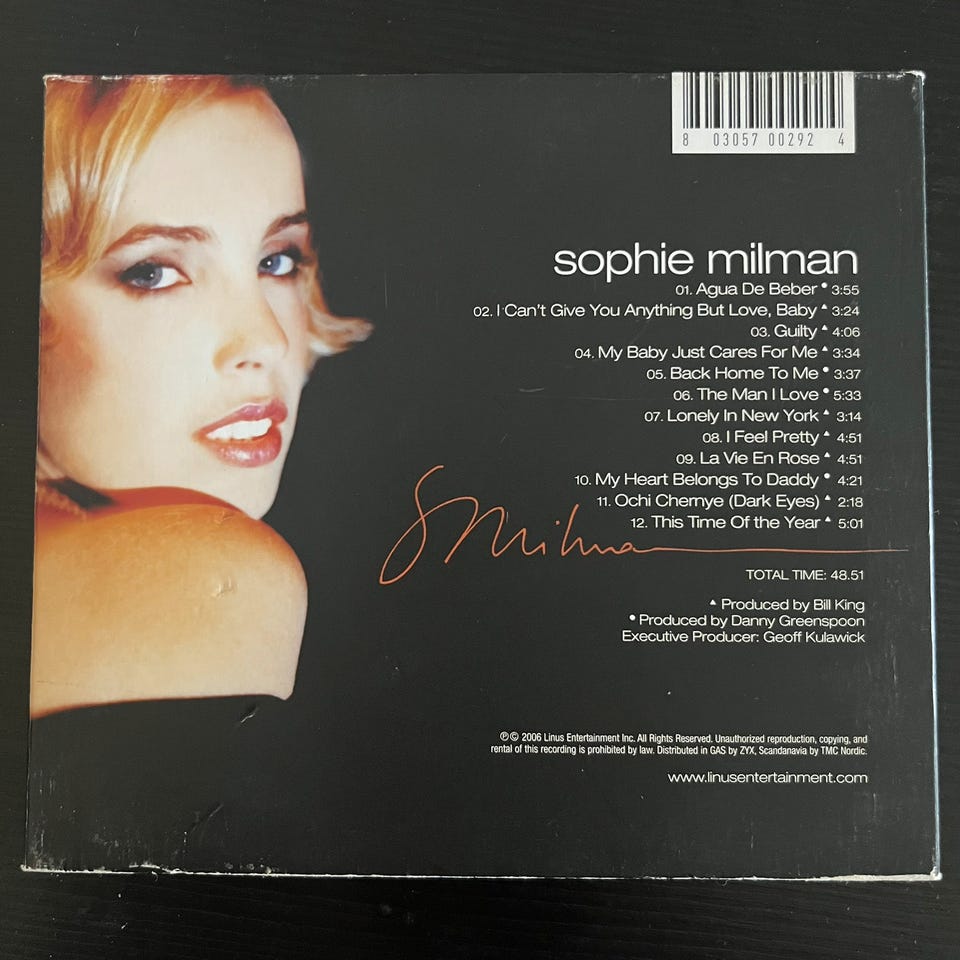 8 03057 00292 4
sophie milman
01. Agua De Beber • 3:55
02. I Can't Give You Anything But Love, Baby ▲ 3:24
03. Guilty ▲ 4:06
04. My Baby Just Cares For Me ▲ 3:34
05. Back Home To Me • 3:37
06. The Man I Love • 5:33
07. Lonely In New York ▲ 3:14
08. I Feel Pretty ▲ 4:51
09. La Vie En Rose ▲ 4:51
10. My Heart Belongs To Daddy • 4:21
11. Ochi Chernye (Dark Eyes) ▲ 2:18
12. This Time Of the Year ▲ 5:01
S Milman
TOTAL TIME: 48.51
▲ Produced by Bill King
• Produced by Danny Greenspoon
Executive Producer: Geoff Kulawick
℗© 2006 Linus Entertainment Inc. All Rights Reserved. Unauthorized reproduction, copying, and
rental of this recording is prohibited by law. Distributed in GAS by ZYX, Scandanavia by TMC Nordic.
www.linusentertainment.com